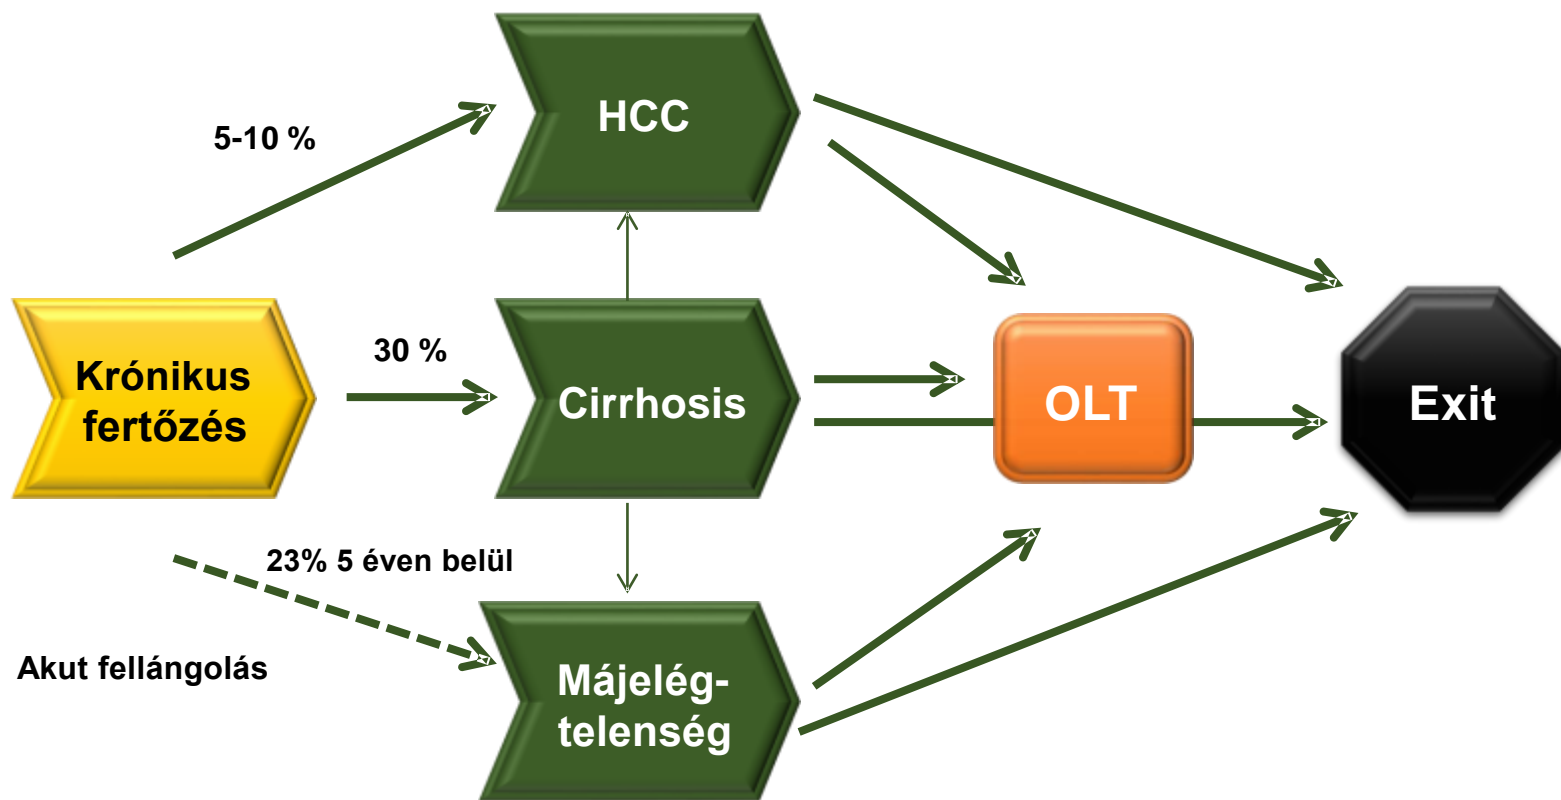 HCC
5-10 %
Krónikus
fertőzés
30 %
Cirrhosis
OLT
Exit
23% 5 éven belül
Akut fellángolás
Májelég-
telenség